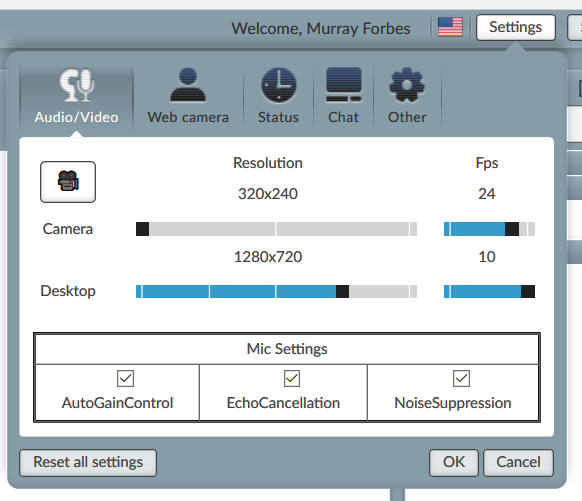 Welcome, Murray Forbes
Settings
Audio/Video
Web camera
Status
Chat
Other
Resolution
Fps
320x240
24
Camera
1280x720
10
Desktop
Mic Settings
AutoGainControl
EchoCancellation
NoiseSuppression
Reset all settings
OK
Cancel